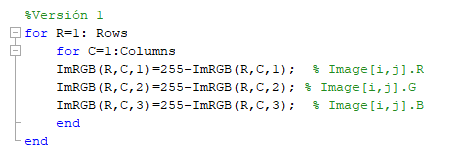 %Versión 1
for R=1: Rows
for C=1:Columns
ImRGB(R,C,1)=255-ImRGB(R,C,1);  % Image[i,j].R
ImRGB(R,C,2)=255-ImRGB(R,C,2); % Image[i,j].G
ImRGB(R,C,3)=255-ImRGB(R,C,3);  % Image[i,j].B
end
end